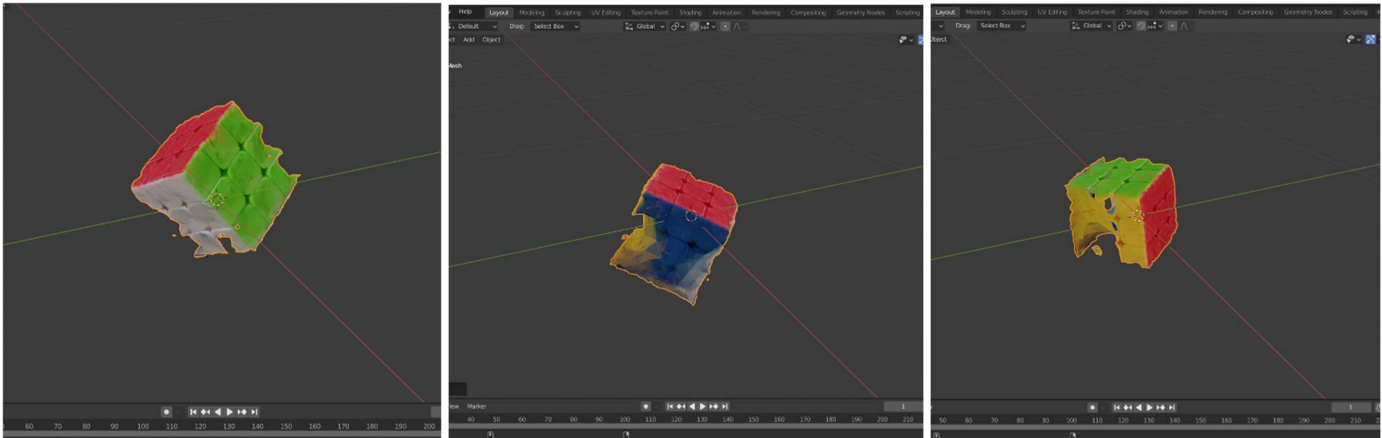 Help Layout Modeling Sculpting UV Editing Texture Paint Shading Animation Rendering Compositing Geometry Nodes Scripting
Default Drag: Select Box Global
Add Object
Mesh
Layout Modeling Sculpting UV Editing Texture Paint Shading Animation Rendering Compositing Geometry Nodes Scripting
Drag: Select Box Global
Object
60 70 80 90 100 110 120 130 140 150 160 170 180 190 200
Marker 1
40 50 60 70 80 90 100 110 120 130 140 150 160 170 180 190 200 210
1
50 60 70 80 90 100 110 120 130 140 150 160 170 180 190 200 210